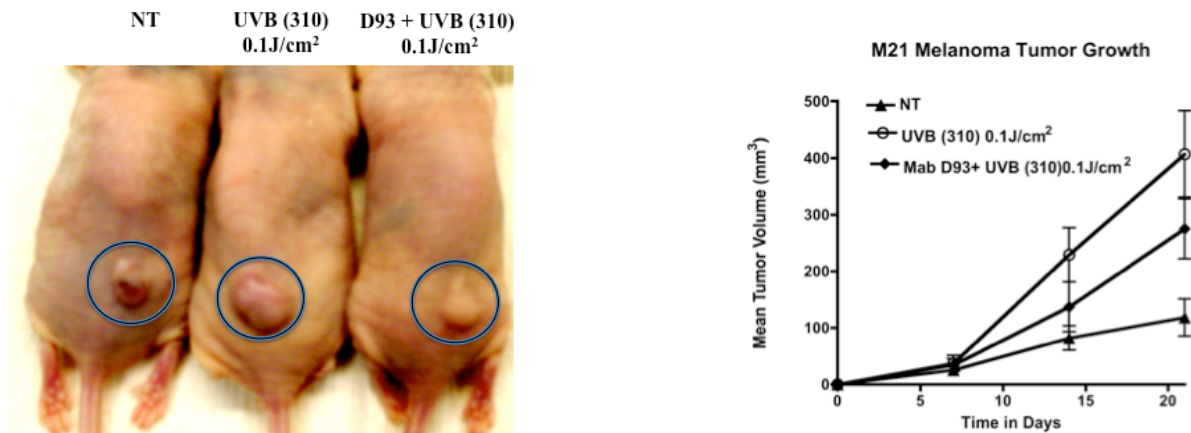 NT
UVB (310)
0.1J/cm²
D93 + UVB (310)
0.1J/cm²
M21 Melanoma Tumor Growth
NT
UVB (310) 0.1J/cm²
Mab D93+ UVB (310)0.1J/cm²
Mean Tumor Volume (mm³)
500
400
300
200
100
0
0 5 10 15 20
Time in Days